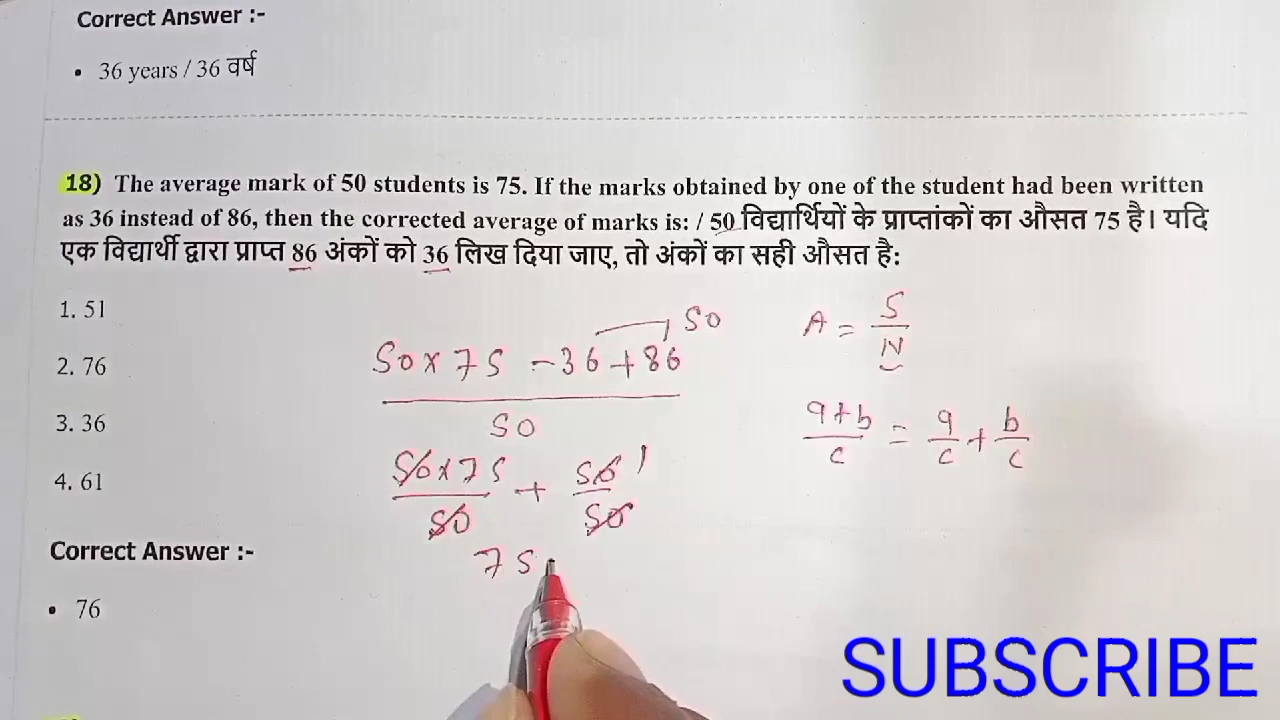 Correct Answer :-
• 36 years / 36 वर्ष
18) The average mark of 50 students is 75. If the marks obtained by one of the student had been written
as 36 instead of 86, then the corrected average of marks is: / 50 विद्यार्थियों के प्राप्तांकों का औसत 75 है। यदि
एक विद्यार्थी द्वारा प्राप्त 86 अंकों को 36 लिख दिया जाए, तो अंकों का सही औसत है:
1. 51
2. 76
3. 36
4. 61
50
50 x 75 - 36 + 86
50
50 x 75 + 50 1
50 50
75
A = S
N
a + b = a + b
c c c
Correct Answer :-
• 76
SUBSCRIBE